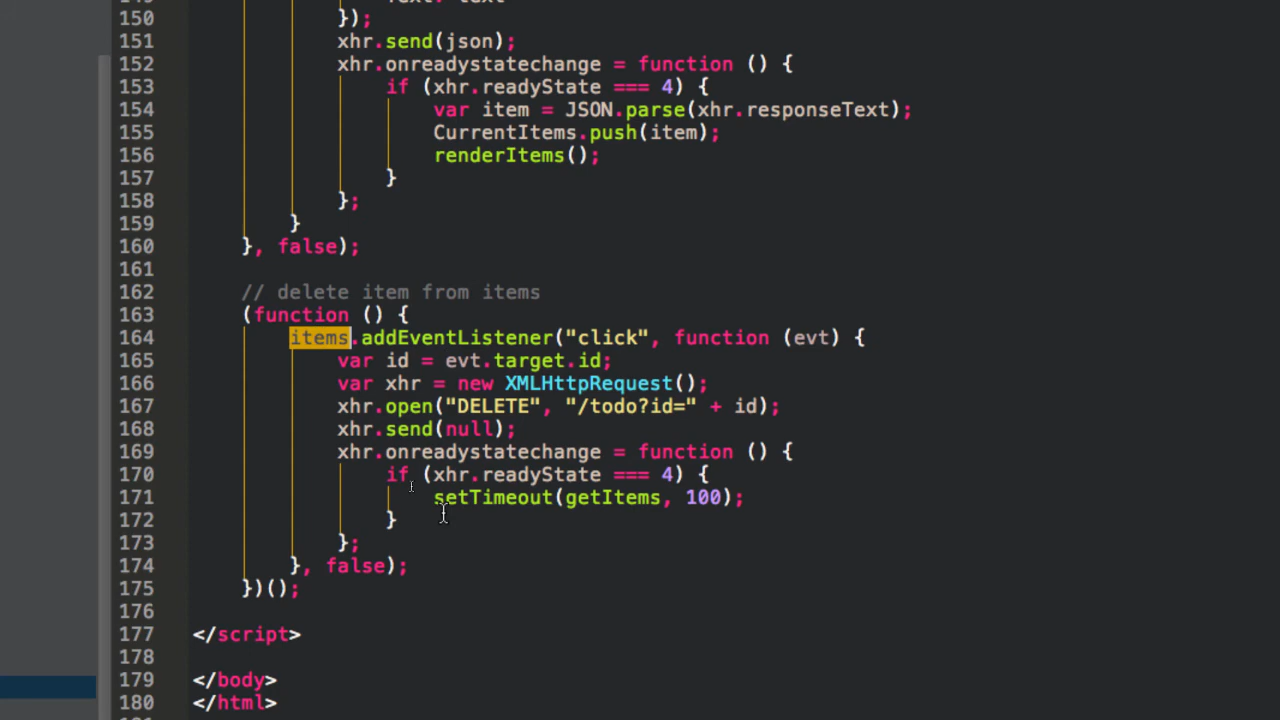 150 });
151 xhr.send(json);
152 xhr.onreadystatechange = function () {
153 if (xhr.readyState === 4) {
154 var item = JSON.parse(xhr.responseText);
155 CurrentItems.push(item);
156 renderItems();
157 }
158 };
159 }
160 }, false);
161
162 // delete item from items
163 (function () {
164 items.addEventListener("click", function (evt) {
165 var id = evt.target.id;
166 var xhr = new XMLHttpRequest();
167 xhr.open("DELETE", "/todo?id=" + id);
168 xhr.send(null);
169 xhr.onreadystatechange = function () {
170 if (xhr.readyState === 4) {
171 setTimeout(getItems, 100);
172 }
173 };
174 }, false);
175 })();
176
177 </script>
178
179 </body>
180 </html>